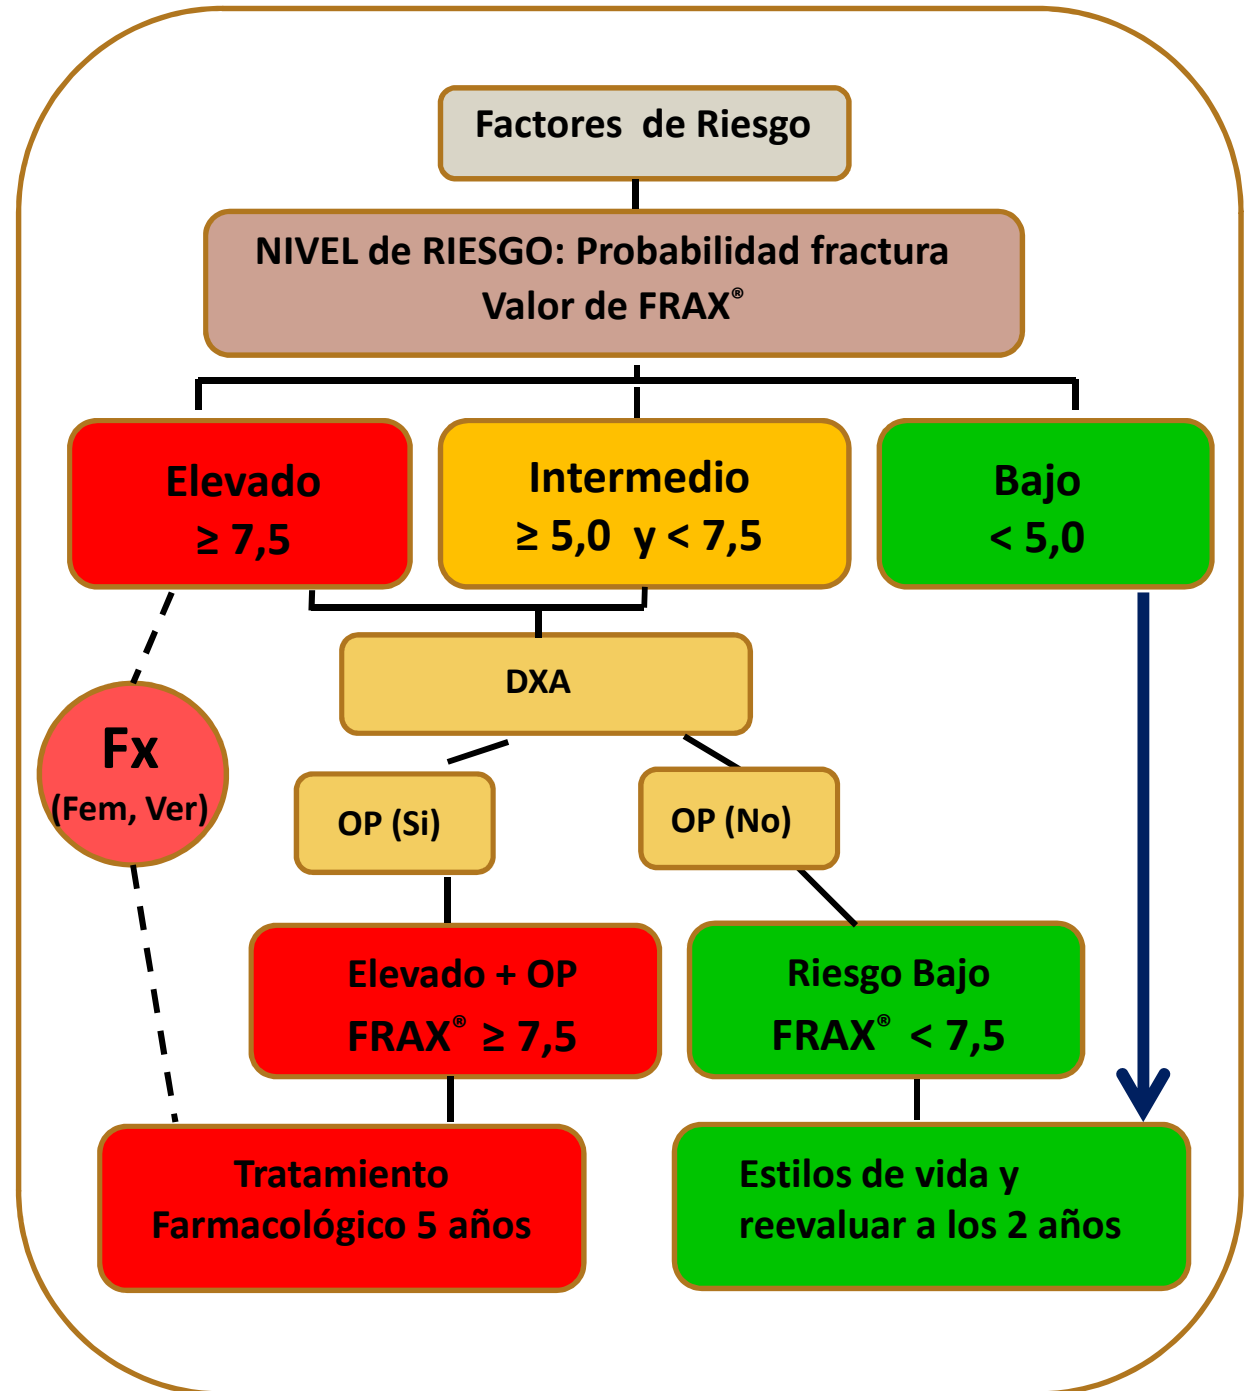 Factores de Riesgo
NIVEL de RIESGO: Probabilidad fractura
Valor de FRAX®
Elevado
≥ 7,5
Intermedio
≥ 5,0 y < 7,5
Bajo
< 5,0
DXA
Fx
(Fem, Ver)
OP (Si)
OP (No)
Elevado + OP
FRAX® ≥ 7,5
Riesgo Bajo
FRAX® < 7,5
Tratamiento
Farmacológico 5 años
Estilos de vida y
reevaluar a los 2 años